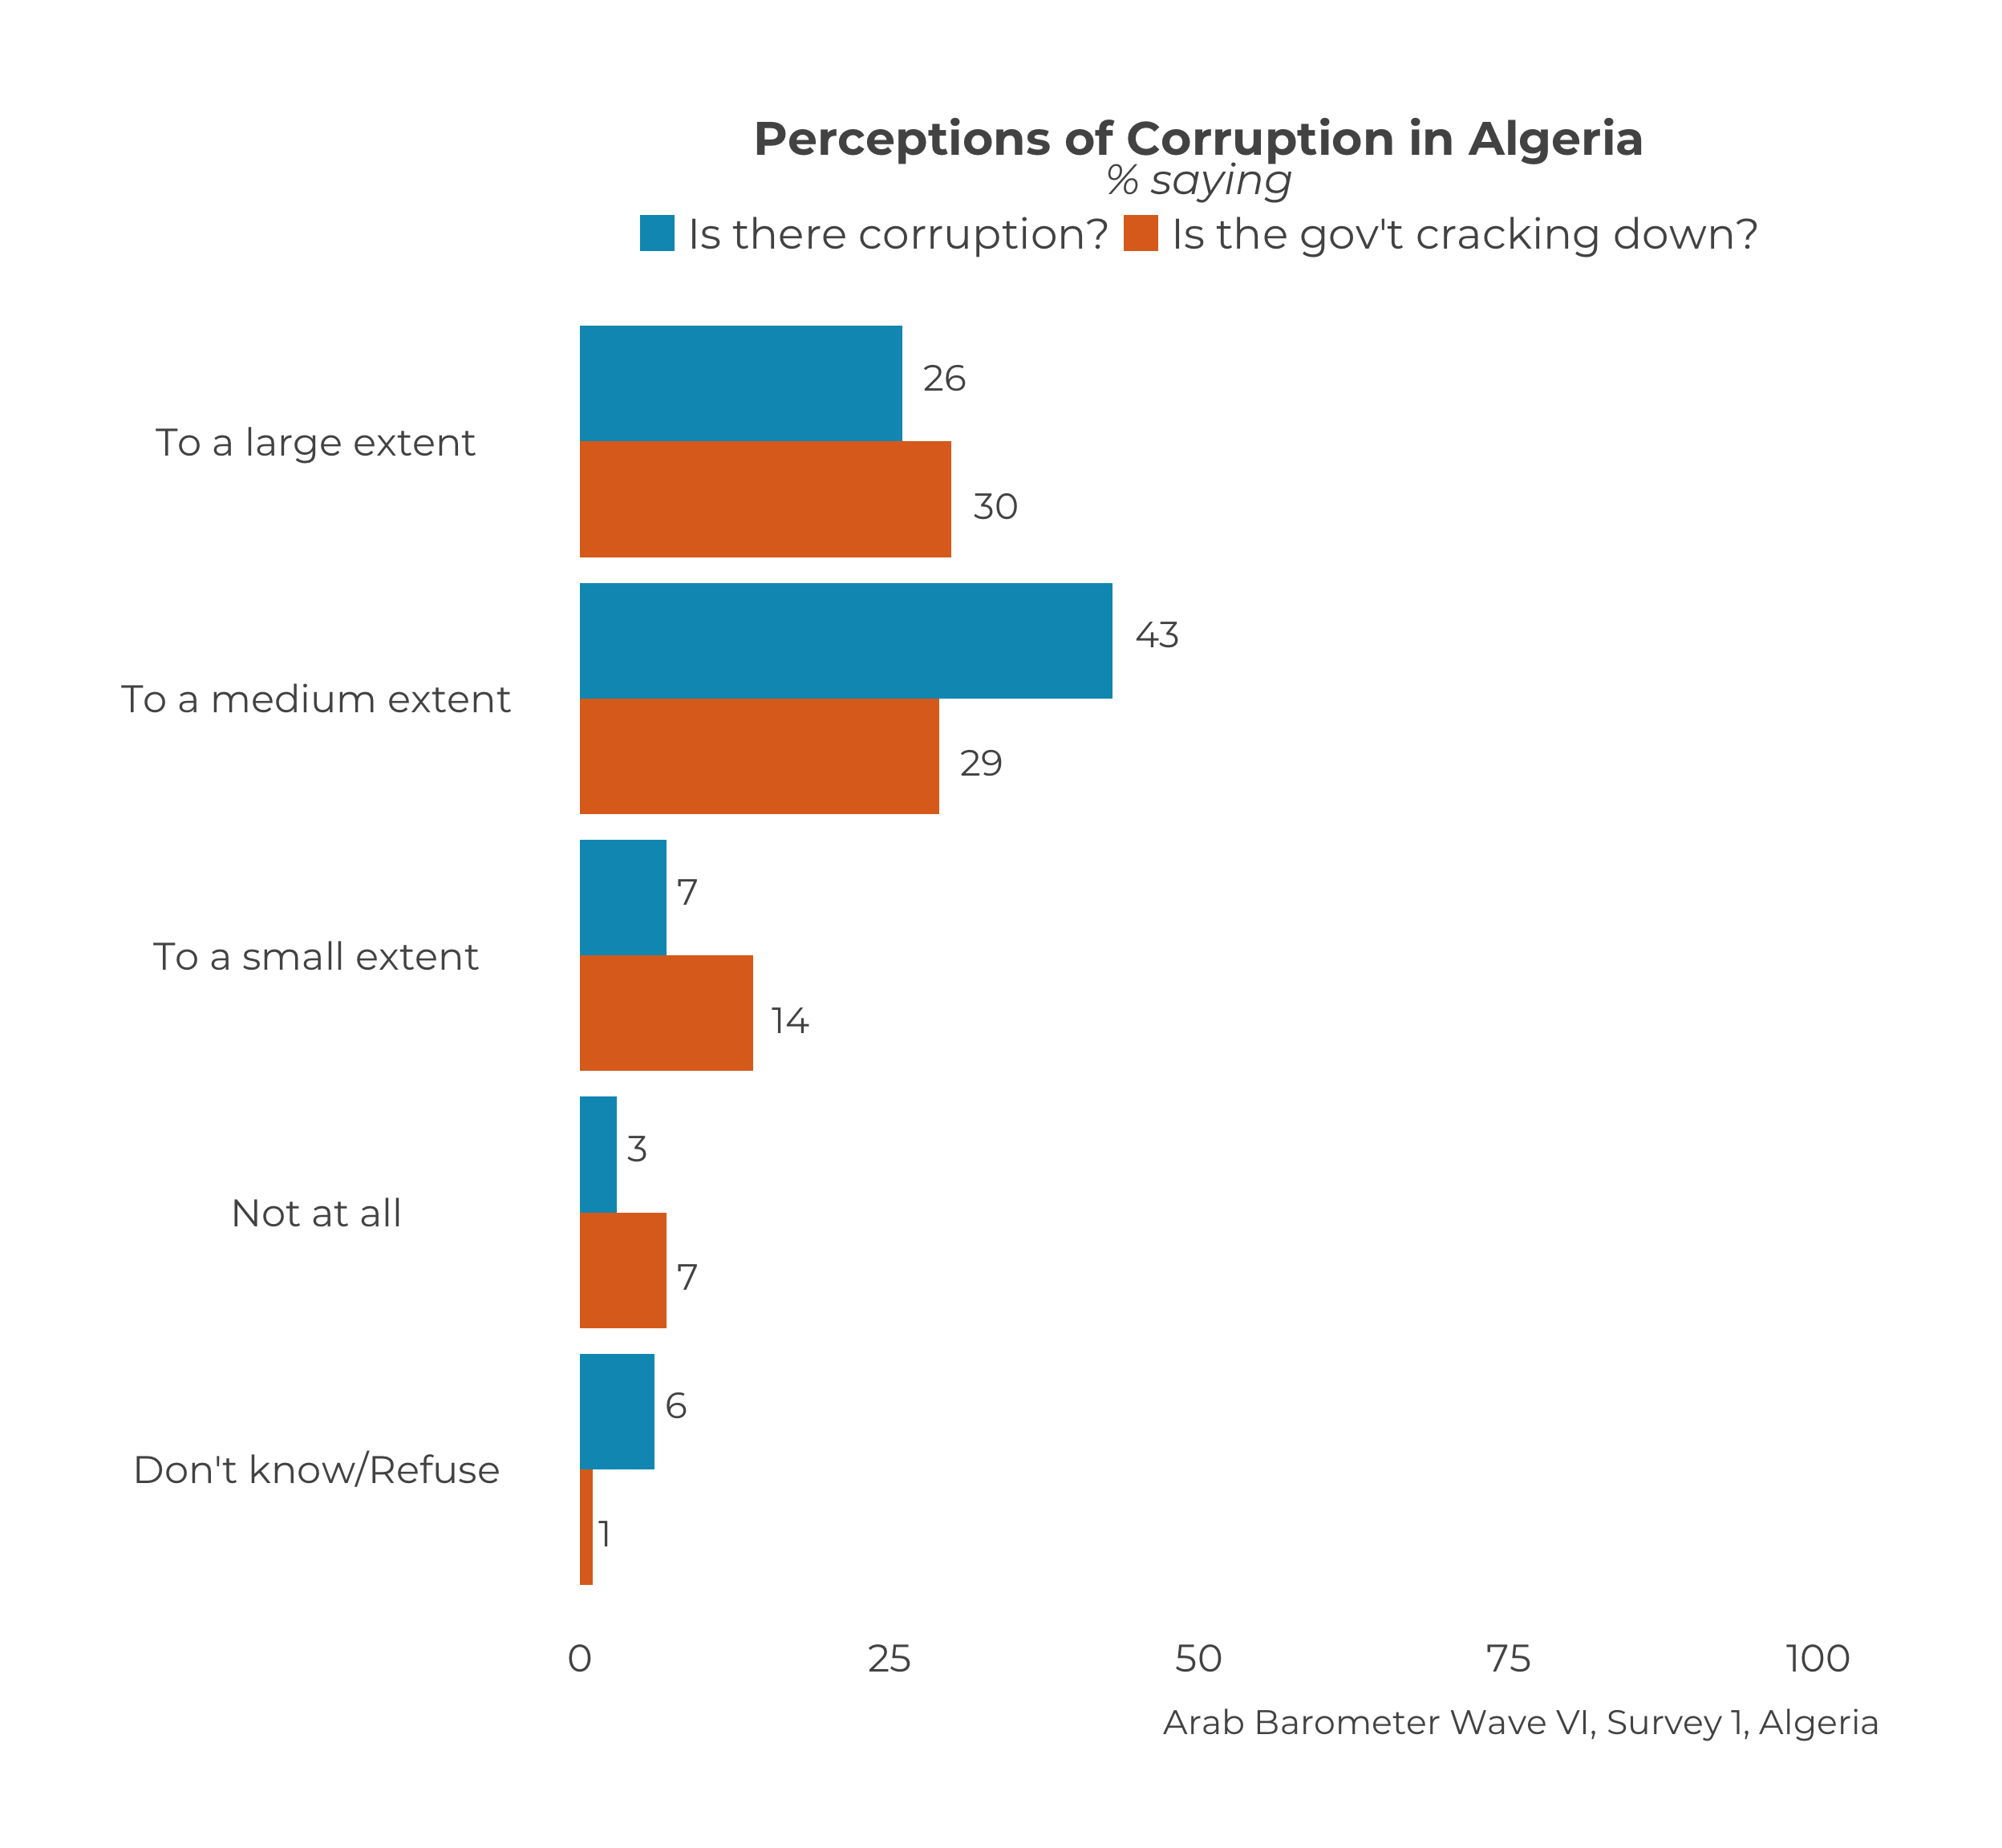 Perceptions of Corruption in Algeria
% saying
Is there corruption? Is the gov't cracking down?
To a large extent
26
30
To a medium extent
43
29
To a small extent
7
14
Not at all
3
7
Don't know/Refuse
6
1
0 25 50 75 100
Arab Barometer Wave VI, Survey 1, Algeria